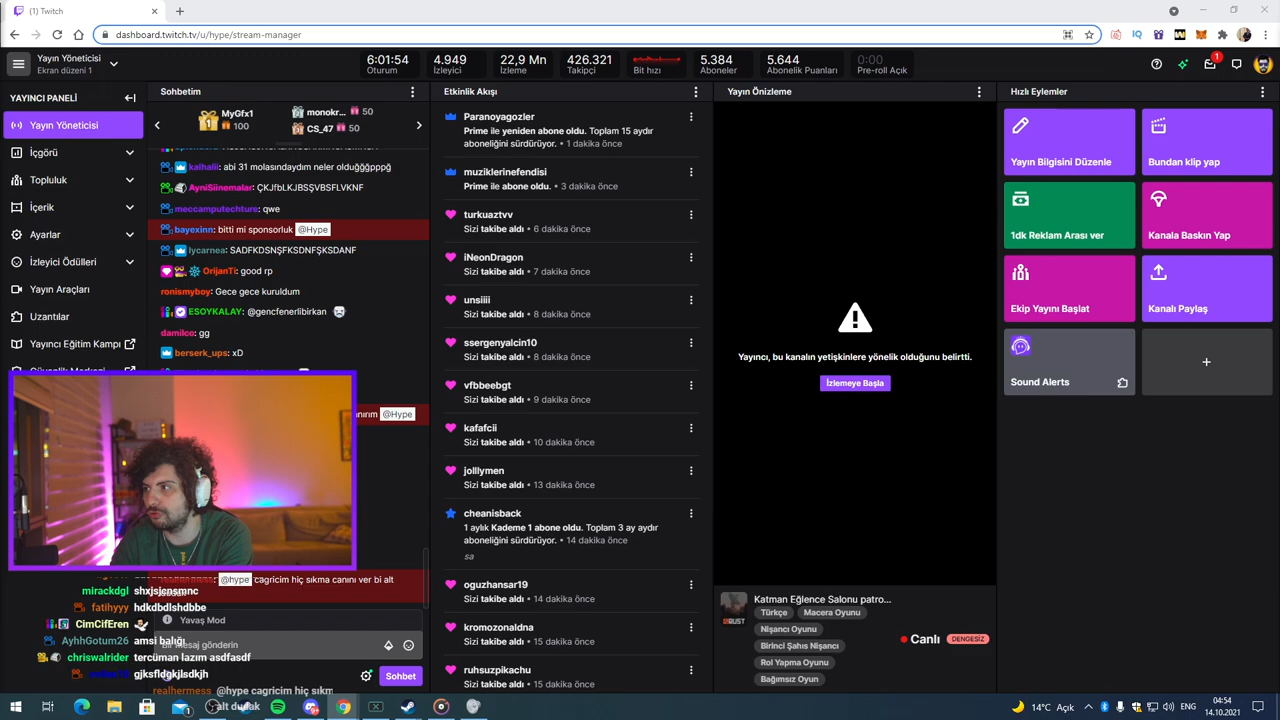 (1) Twitch
dashboard.twitch.tv/u/hype/stream-manager
Yayın Yöneticisi
Ekran düzeni 1
6:01:54
Oturum
4.949
İzleyici
22,9 Mn
İzleme
426.321
Takipçi
Bit hızı
5.384
Aboneler
5.644
Abonelik Puanları
0:00
Pre-roll Açık
1
YAYINCI PANELİ
Yayın Yöneticisi
İçgörü
Topluluk
İçerik
Ayarlar
İzleyici Ödülleri
Yayın Araçları
Uzantılar
Yayıncı Eğitim Kampı
Sohbetim
MyGfx1
100
monokr... 50
CS_47 50
kalhalii: abi 31 molasındaydım neler olduğğğpppğ
AyniSiinemalar: ÇKJfbLKJBSŞVBSFLVKNF
meccamputechture: qwe
bayexinn: bitti mi sponsorluk @Hype
lycarnea: SADFKDSNŞFKSDNFŞKSDANF
OrijanTi: good rp
ronismyboy: Gece gece kuruldum
ESOYKALAY: @gencfenerlibirkan
damilco: gg
berserk_ups: xD
@Hype
realhermess: @hype cagricim hiç sıkma canını ver bi alt
Yavaş Mod
Bir mesaj gönderin
Sohbet
mirackdgl shxjsjcnsmnc
fatihyyy hdkdbdlshdbbe
CimCifEren
AyhhGotum26 amsi balığı
chriswalrider tercüman lazım asdfasdf
gjksfldgkjlsdkjh
realhermess @hype cagricim hiç sıkm
alt dudak
Etkinlik Akışı
Paranoyagozler
Prime ile yeniden abone oldu. Toplam 15 aydır
aboneliğini sürdürüyor. • 1 dakika önce
muziklerinefendisi
Prime ile abone oldu. • 3 dakika önce
turkuaztvv
Sizi takibe aldı • 6 dakika önce
iNeonDragon
Sizi takibe aldı • 7 dakika önce
unsiiii
Sizi takibe aldı • 8 dakika önce
ssergenyalcin10
Sizi takibe aldı • 8 dakika önce
vfbbeebgt
Sizi takibe aldı • 9 dakika önce
kafafcii
Sizi takibe aldı • 10 dakika önce
jolllymen
Sizi takibe aldı • 13 dakika önce
cheanisback
1 aylık Kademe 1 abone oldu. Toplam 3 ay aydır
aboneliğini sürdürüyor. • 14 dakika önce
sa
oguzhansar19
Sizi takibe aldı • 14 dakika önce
kromozonaldna
Sizi takibe aldı • 15 dakika önce
ruhsuzpikachu
Sizi takibe aldı • 15 dakika önce
Yayın Önizleme
Yayıncı, bu kanalın yetişkinlere yönelik olduğunu belirtti.
İzlemeye Başla
RUST
Katman Eğlence Salonu patro...
Türkçe
Macera Oyunu
Nişancı Oyunu
Birinci Şahıs Nişancı
Rol Yapma Oyunu
Bağımsız Oyun
Canlı
DENGESİZ
Hızlı Eylemler
Yayın Bilgisini Düzenle
Bundan klip yap
1dk Reklam Arası ver
Kanala Baskın Yap
Ekip Yayını Başlat
Kanalı Paylaş
Sound Alerts
14°C Açık
04:54
14.10.2021